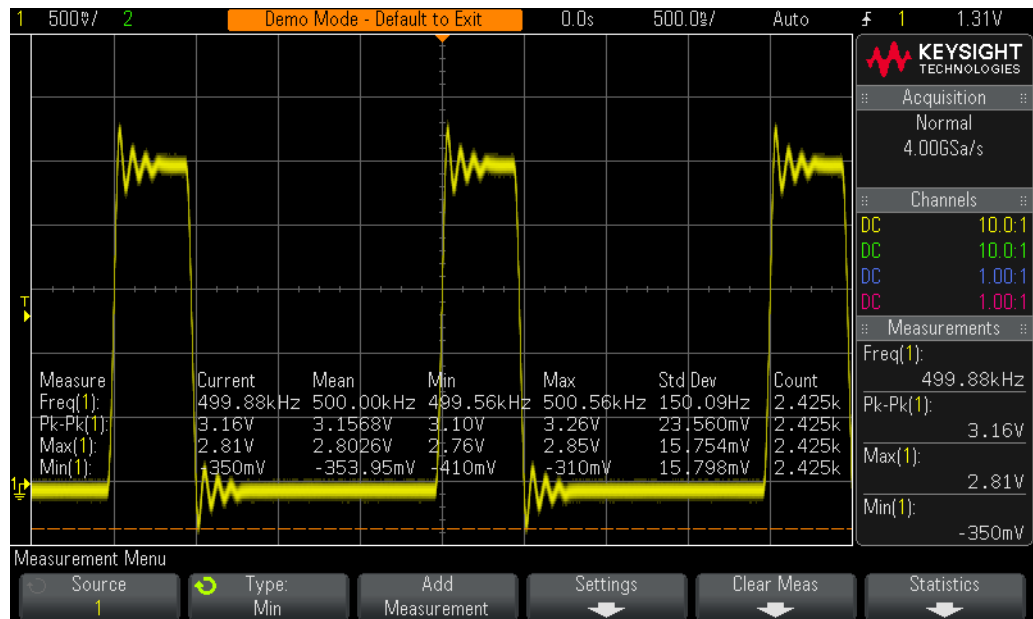 1 500℣/ 2 Demo Mode - Default to Exit 0.0s 500.0ↇ/ Auto 1 1.31V
KEYSIGHT
TECHNOLOGIES
Acquisition
Normal
4.00GSa/s
Channels
DC 10.0:1
DC 10.0:1
DC 1.00:1
DC 1.00:1
Measurements
Freq(1):
499.88kHz
Pk-Pk(1):
3.16V
Max(1):
2.81V
Min(1):
-350mV
T
1
Measure Current Mean Min Max Std Dev Count
Freq(1): 499.88kHz 500.00kHz 499.56kHz 500.56kHz 150.09Hz 2.425k
Pk-Pk(1): 3.16V 3.1568V 3.10V 3.26V 23.560mV 2.425k
Max(1): 2.81V 2.8026V 2.76V 2.85V 15.754mV 2.425k
Min(1): -350mV -353.95mV -410mV -310mV 15.798mV 2.425k
Measurement Menu
Source
1
Type:
Min
Add
Measurement
Settings
Clear Meas
Statistics